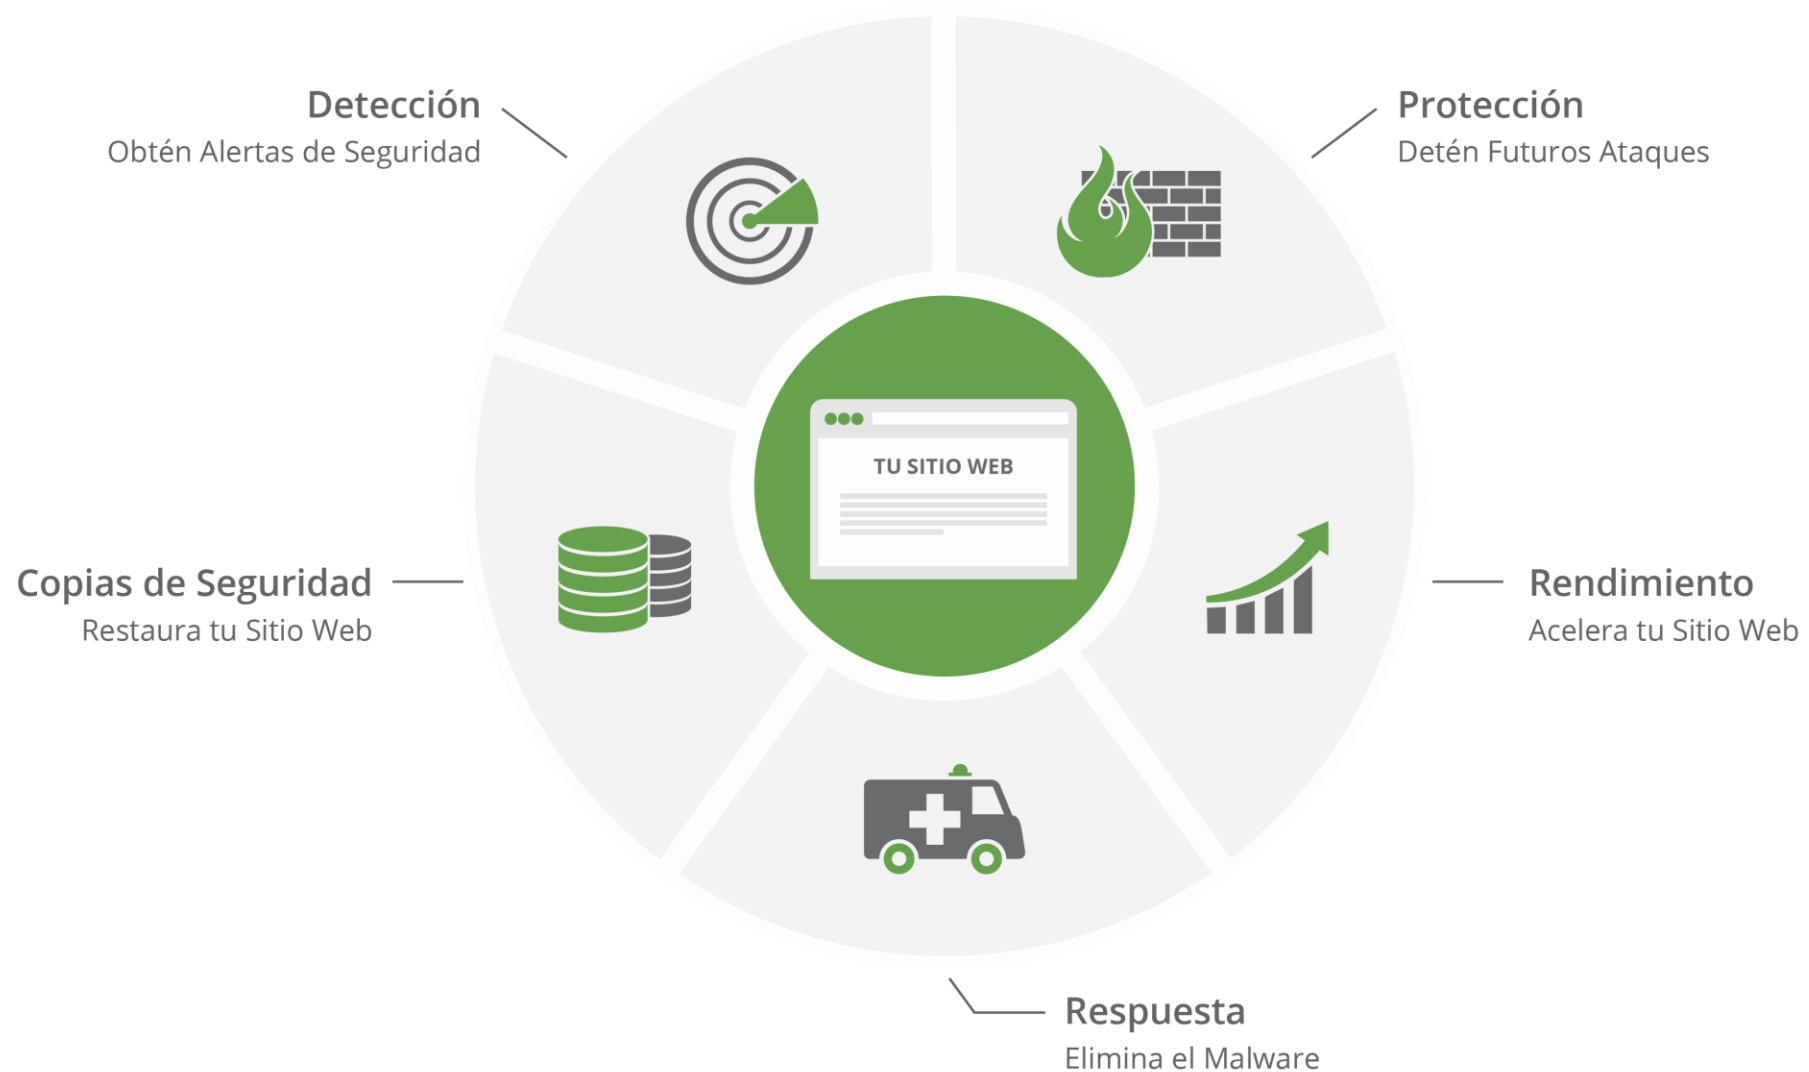 Detección
Obtén Alertas de Seguridad
Protección
Detén Futuros Ataques
TU SITIO WEB
Copias de Seguridad
Restaura tu Sitio Web
Rendimiento
Acelera tu Sitio Web
Respuesta
Elimina el Malware